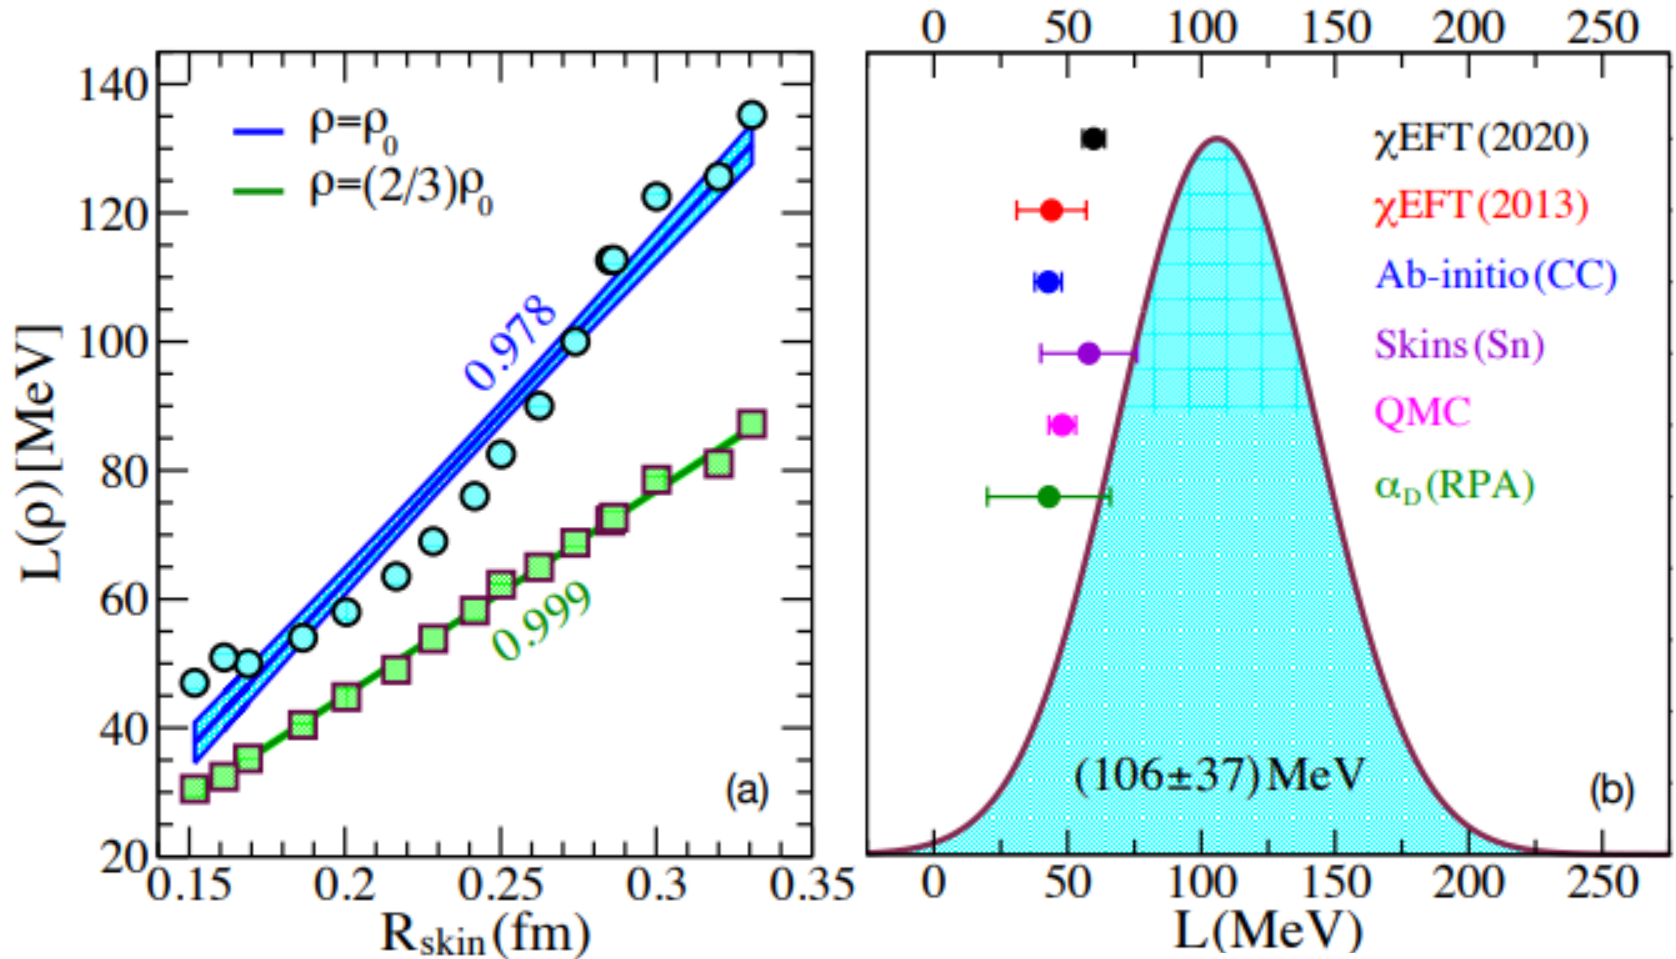 140
120
100
80
60
40
20
L(ρ)[MeV]
ρ=ρ₀
ρ=(2/3)ρ₀
0.978
0.999
(a)
0.15 0.2 0.25 0.3 0.35
R_skin(fm)
0 50 100 150 200 250
χEFT(2020)
χEFT(2013)
Ab-initio(CC)
Skins(Sn)
QMC
α_D(RPA)
(106±37)MeV
(b)
0 50 100 150 200 250
L(MeV)